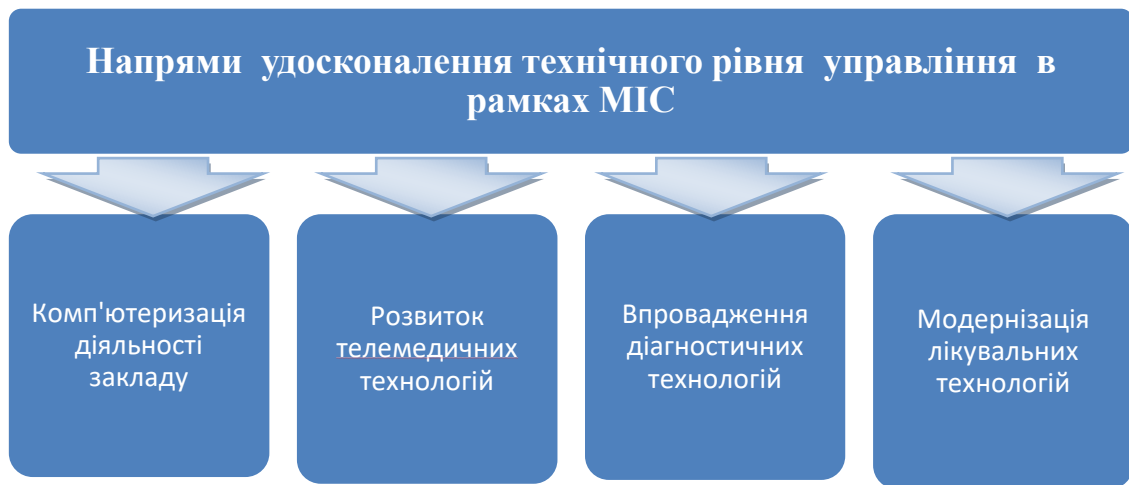 Напрями удосконалення технічного рівня управління в
рамках МІС
Комп'ютеризація
діяльності
закладу
Розвиток
телемедичних
технологій
Впровадження
діагностичних
технологій
Модернізація
лікувальних
технологій